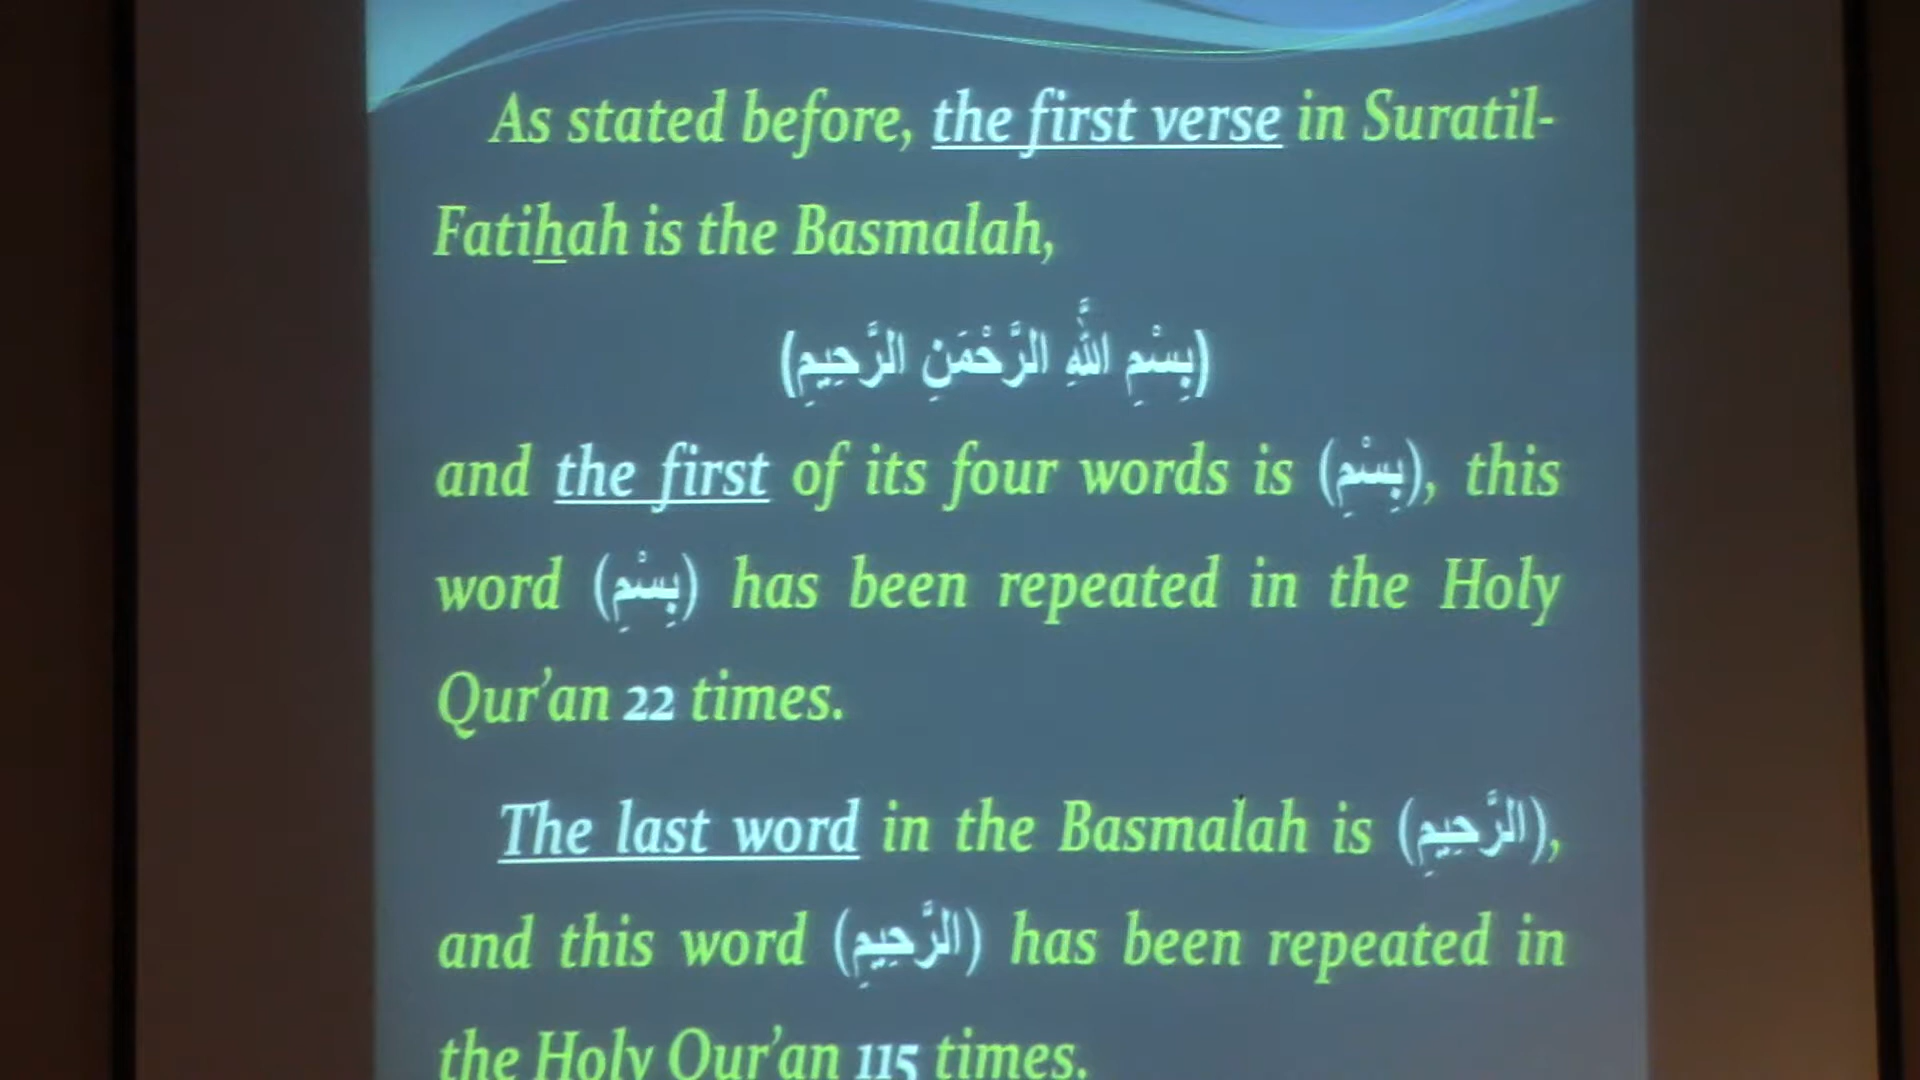 As stated before, the first verse in Suratil-
Fatihah is the Basmalah,
(بِسْمِ اللَّهِ الرَّحْمَنِ الرَّحِيمِ)
and the first of its four words is (بِسْمِ), this
word (بِسْمِ) has been repeated in the Holy
Qur’an 22 times.
The last word in the Basmalah is (الرَّحِيمِ),
and this word (الرَّحِيمِ) has been repeated in
the Holy Qur’an 115 times.